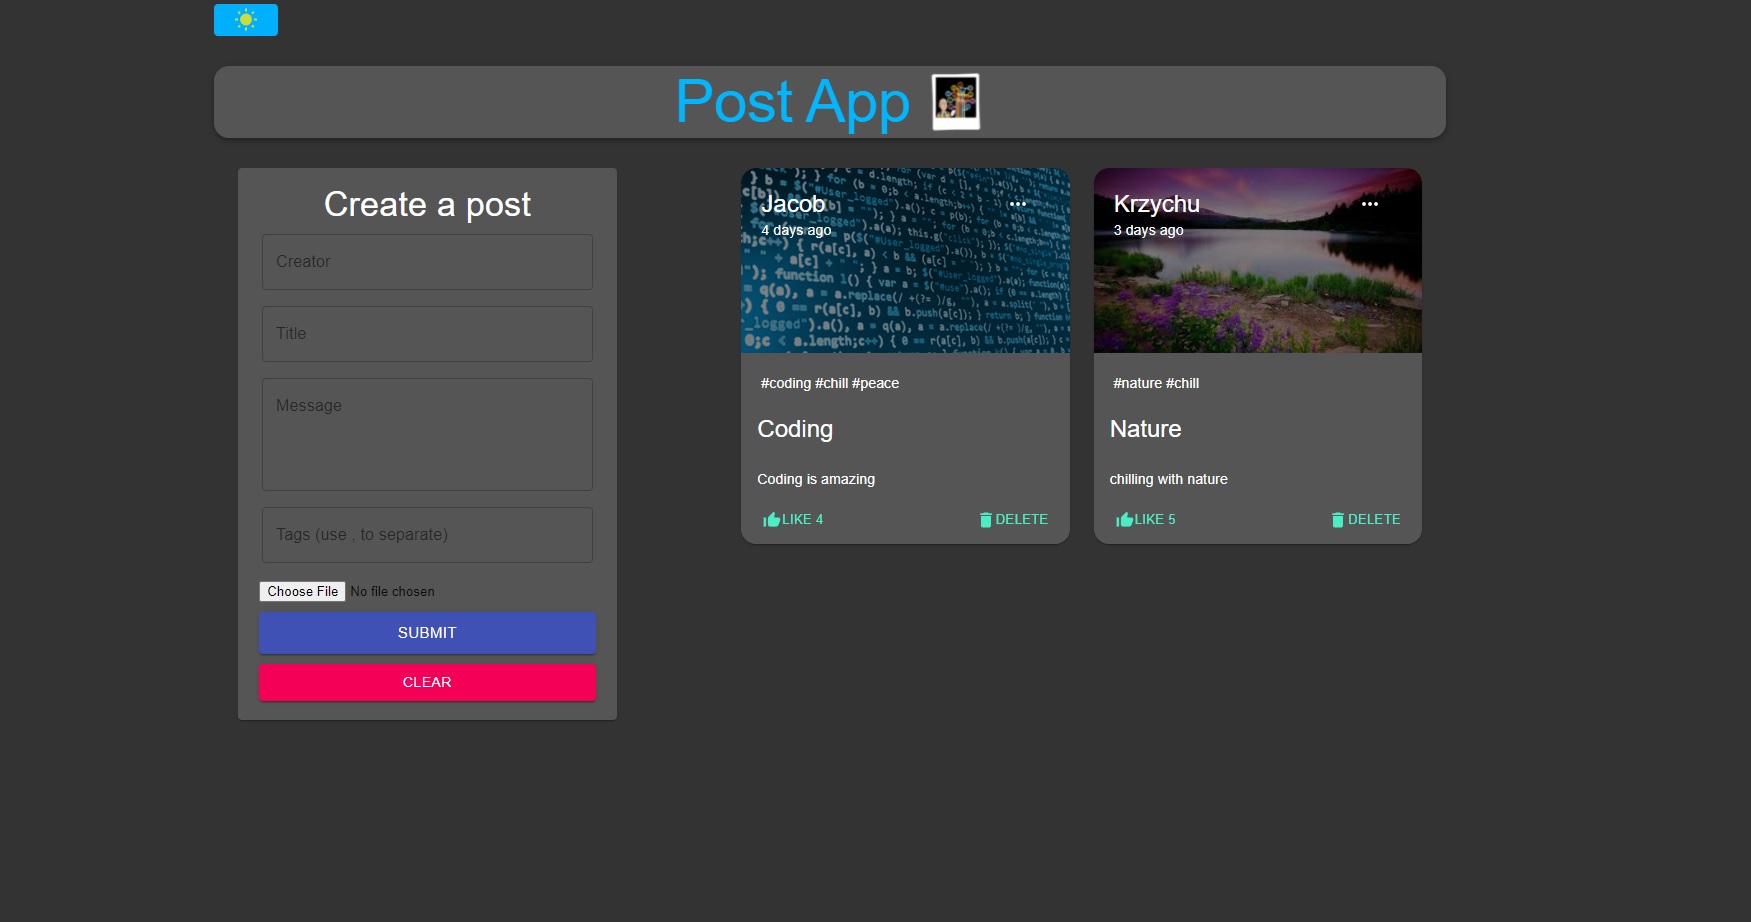 Post App
Create a post
Creator
Title
Message
Tags (use , to separate)
Choose File No file chosen
SUBMIT
CLEAR
Jacob
4 days ago
#coding #chill #peace
Coding
Coding is amazing
LIKE 4
DELETE
Krzychu
3 days ago
#nature #chill
Nature
chilling with nature
LIKE 5
DELETE